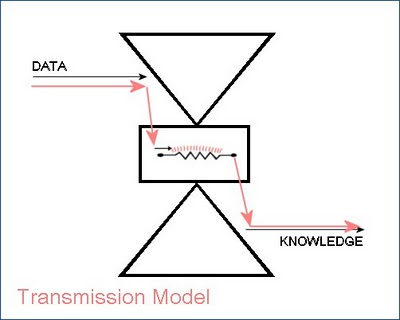 DATA
KNOWLEDGE
Transmission Model